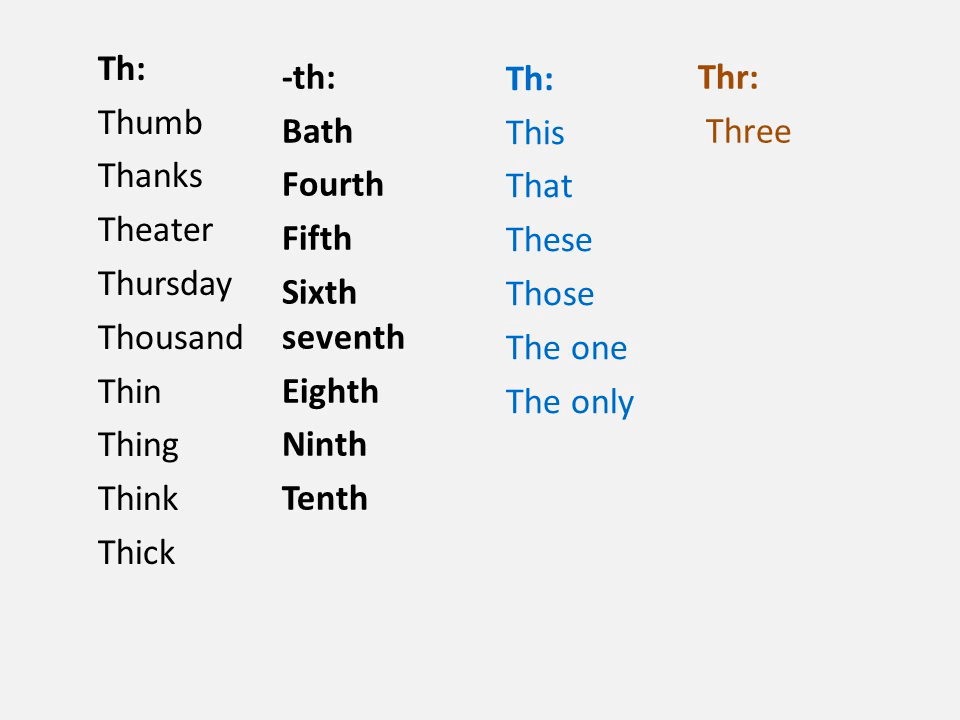 Th:
Thumb
Thanks
Theater
Thursday
Thousand
Thin
Thing
Think
Thick
-th:
Bath
Fourth
Fifth
Sixth
seventh
Eighth
Ninth
Tenth
Th:
This
That
These
Those
The one
The only
Thr:
Three